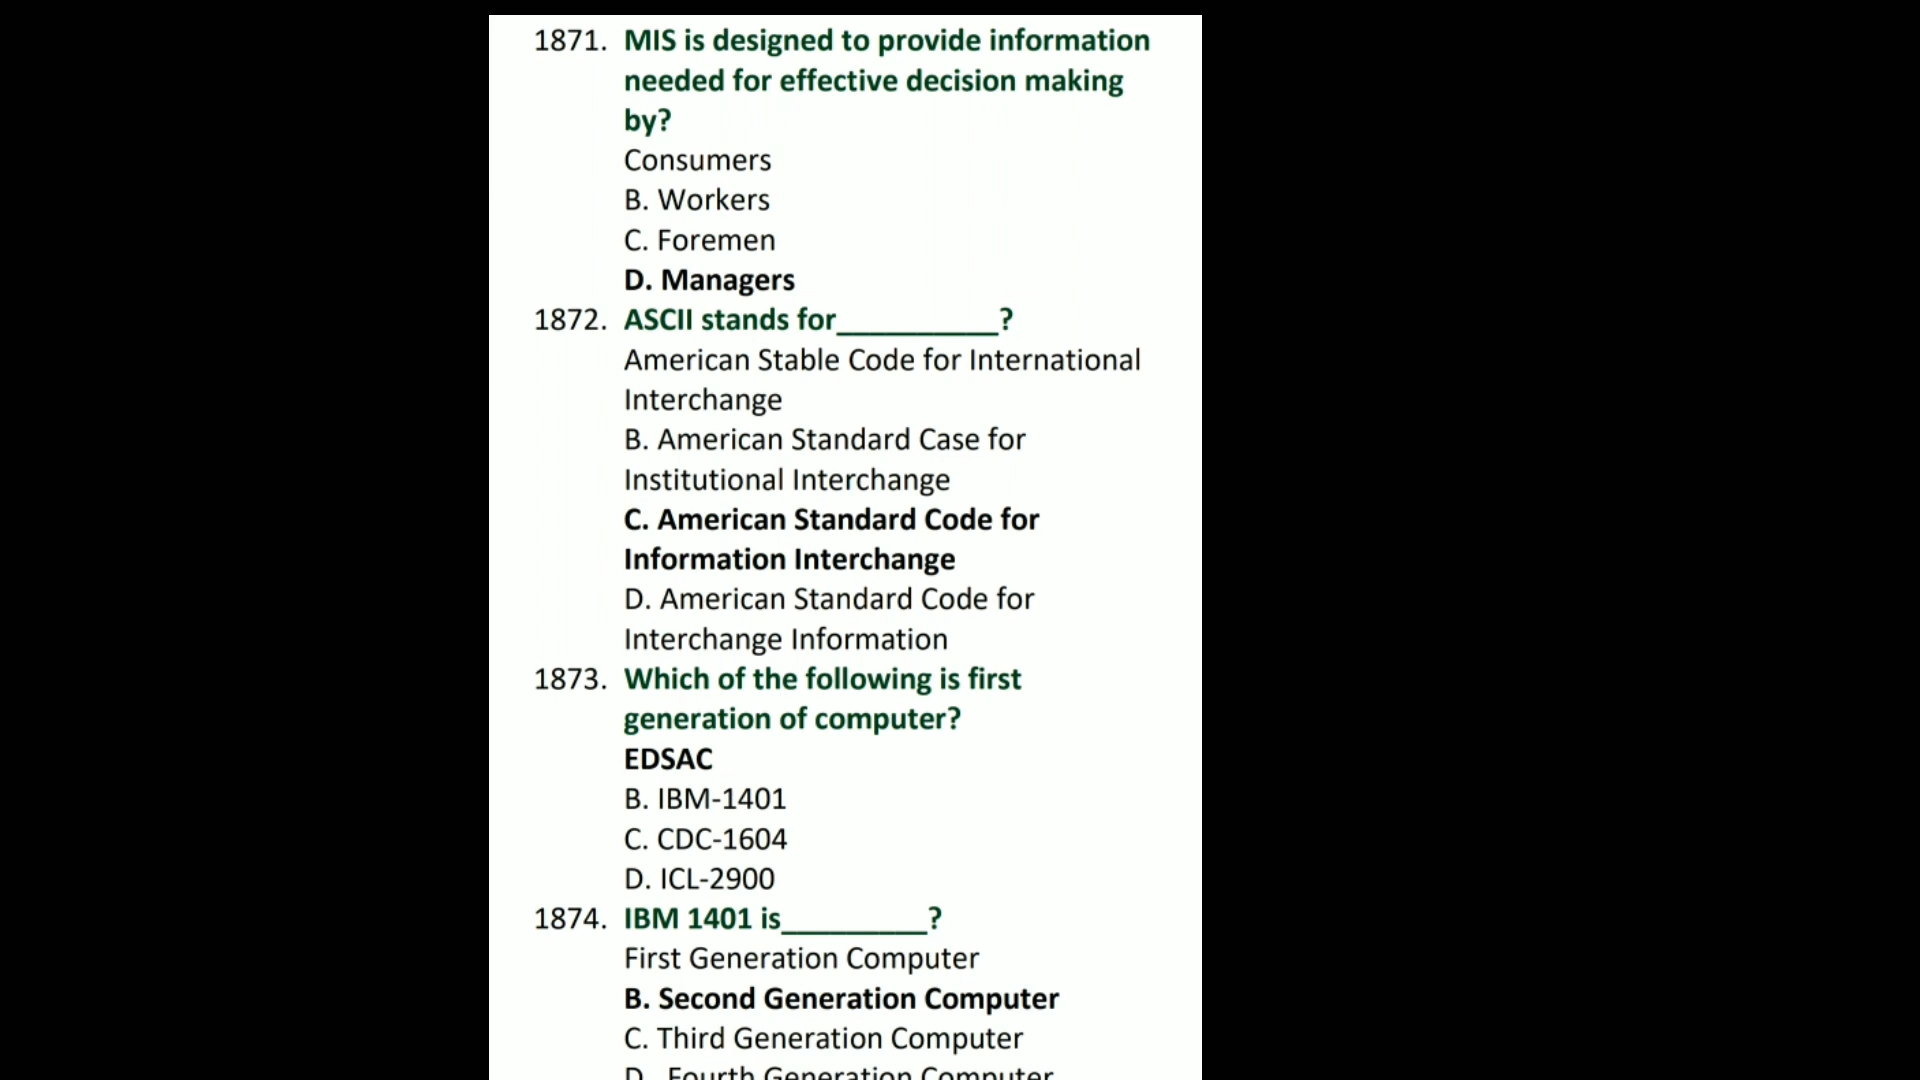 1871. MIS is designed to provide information
needed for effective decision making
by?
Consumers
B. Workers
C. Foremen
D. Managers
1872. ASCII stands for__________?
American Stable Code for International
Interchange
B. American Standard Case for
Institutional Interchange
C. American Standard Code for
Information Interchange
D. American Standard Code for
Interchange Information
1873. Which of the following is first
generation of computer?
EDSAC
B. IBM-1401
C. CDC-1604
D. ICL-2900
1874. IBM 1401 is_________?
First Generation Computer
B. Second Generation Computer
C. Third Generation Computer
D. Fourth Generation Computer